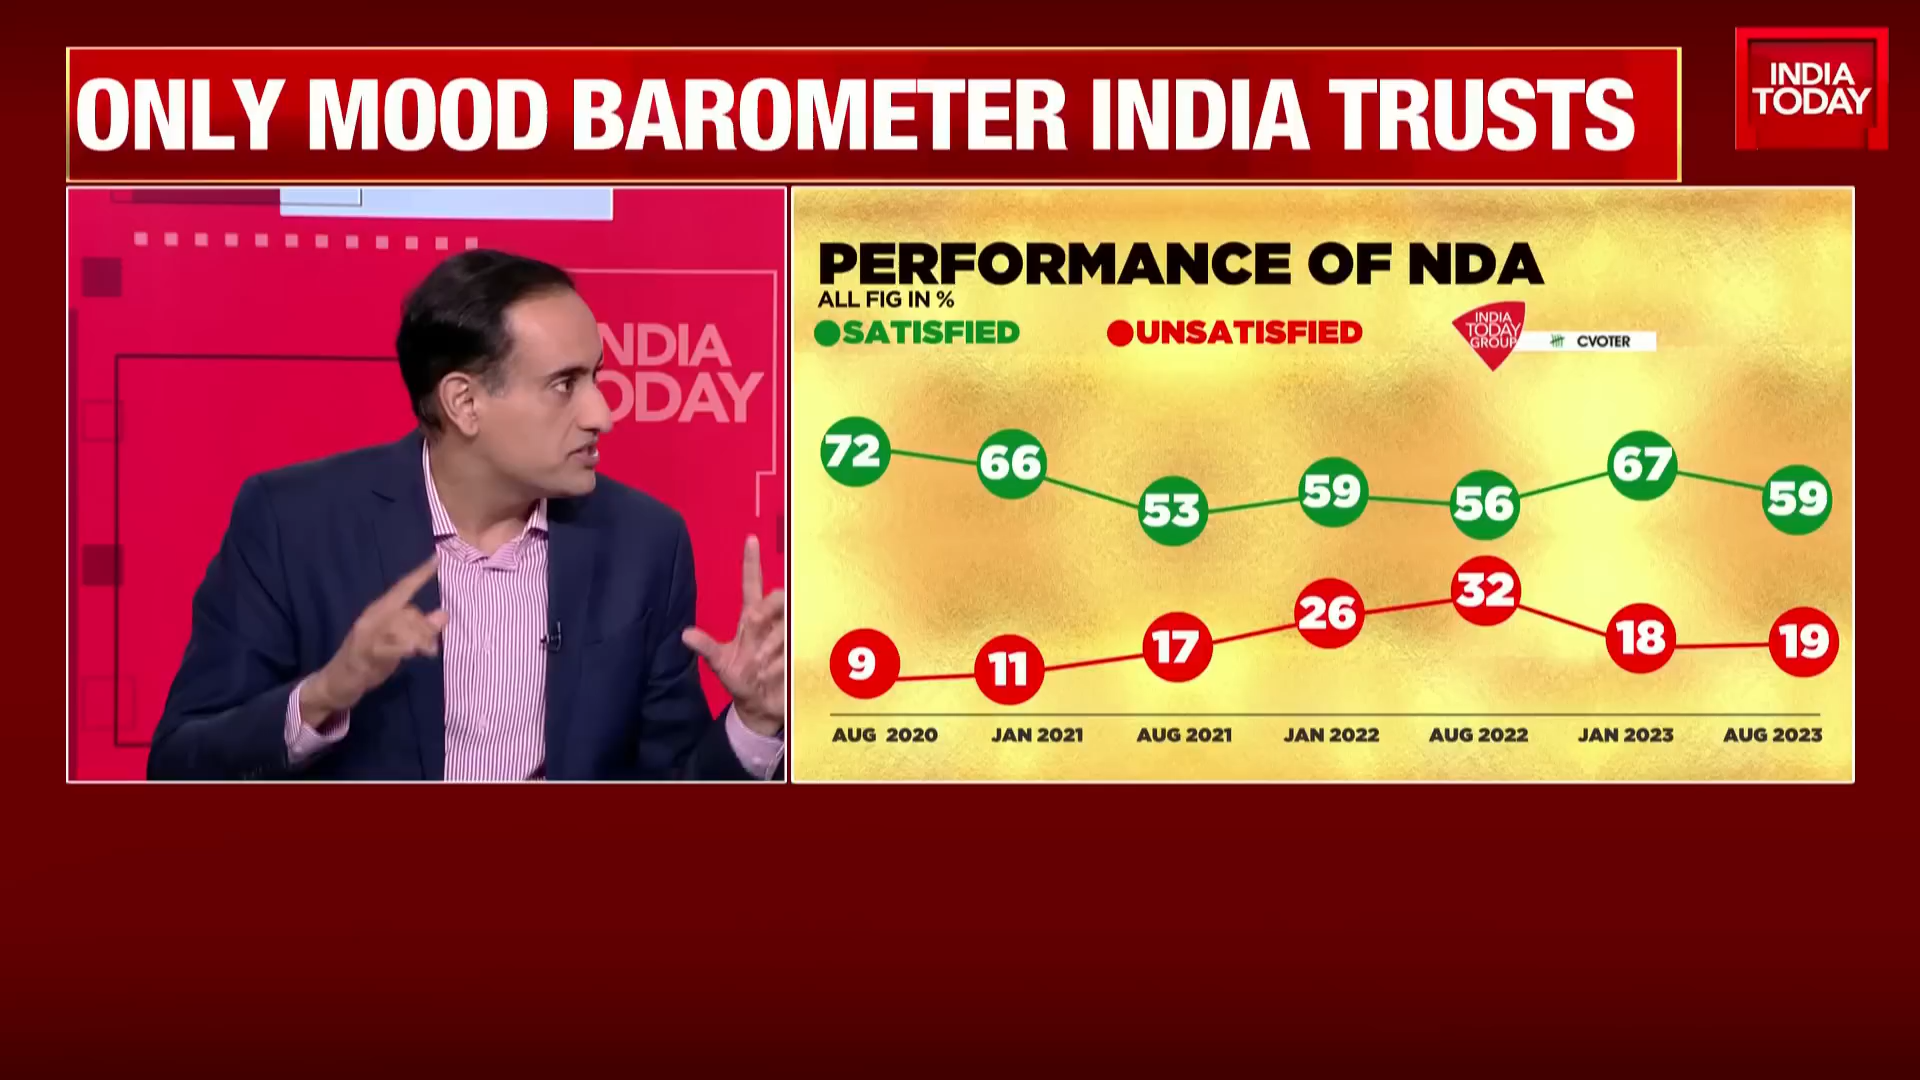 ONLY MOOD BAROMETER INDIA TRUSTS
INDIA
TODAY
NDIA
TODAY
PERFORMANCE OF NDA
ALL FIG IN %
SATISFIED
UNSATISFIED
INDIA
TODAY
GROUP
CVOTER
72
66
53
59
56
67
59
9
11
17
26
32
18
19
AUG 2020
JAN 2021
AUG 2021
JAN 2022
AUG 2022
JAN 2023
AUG 2023